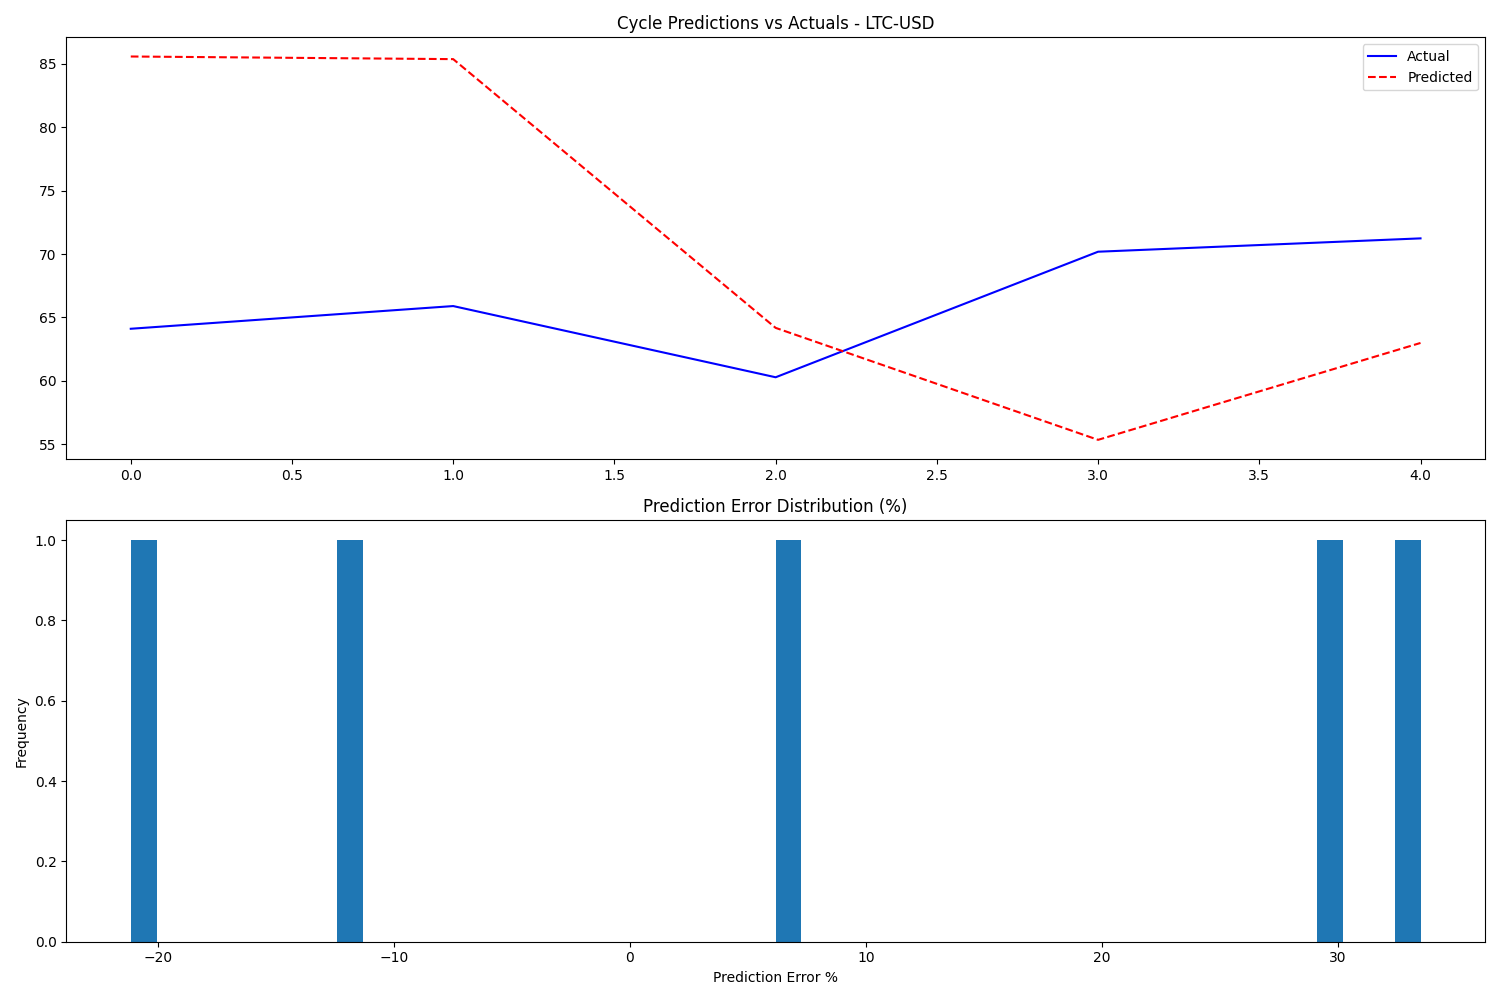 Cycle Predictions vs Actuals - LTC-USD
Actual
Predicted
85
80
75
70
65
60
55
0.0 0.5 1.0 1.5 2.0 2.5 3.0 3.5 4.0
Prediction Error Distribution (%)
Frequency
1.0
0.8
0.6
0.4
0.2
0.0
−20 −10 0 10 20 30
Prediction Error %